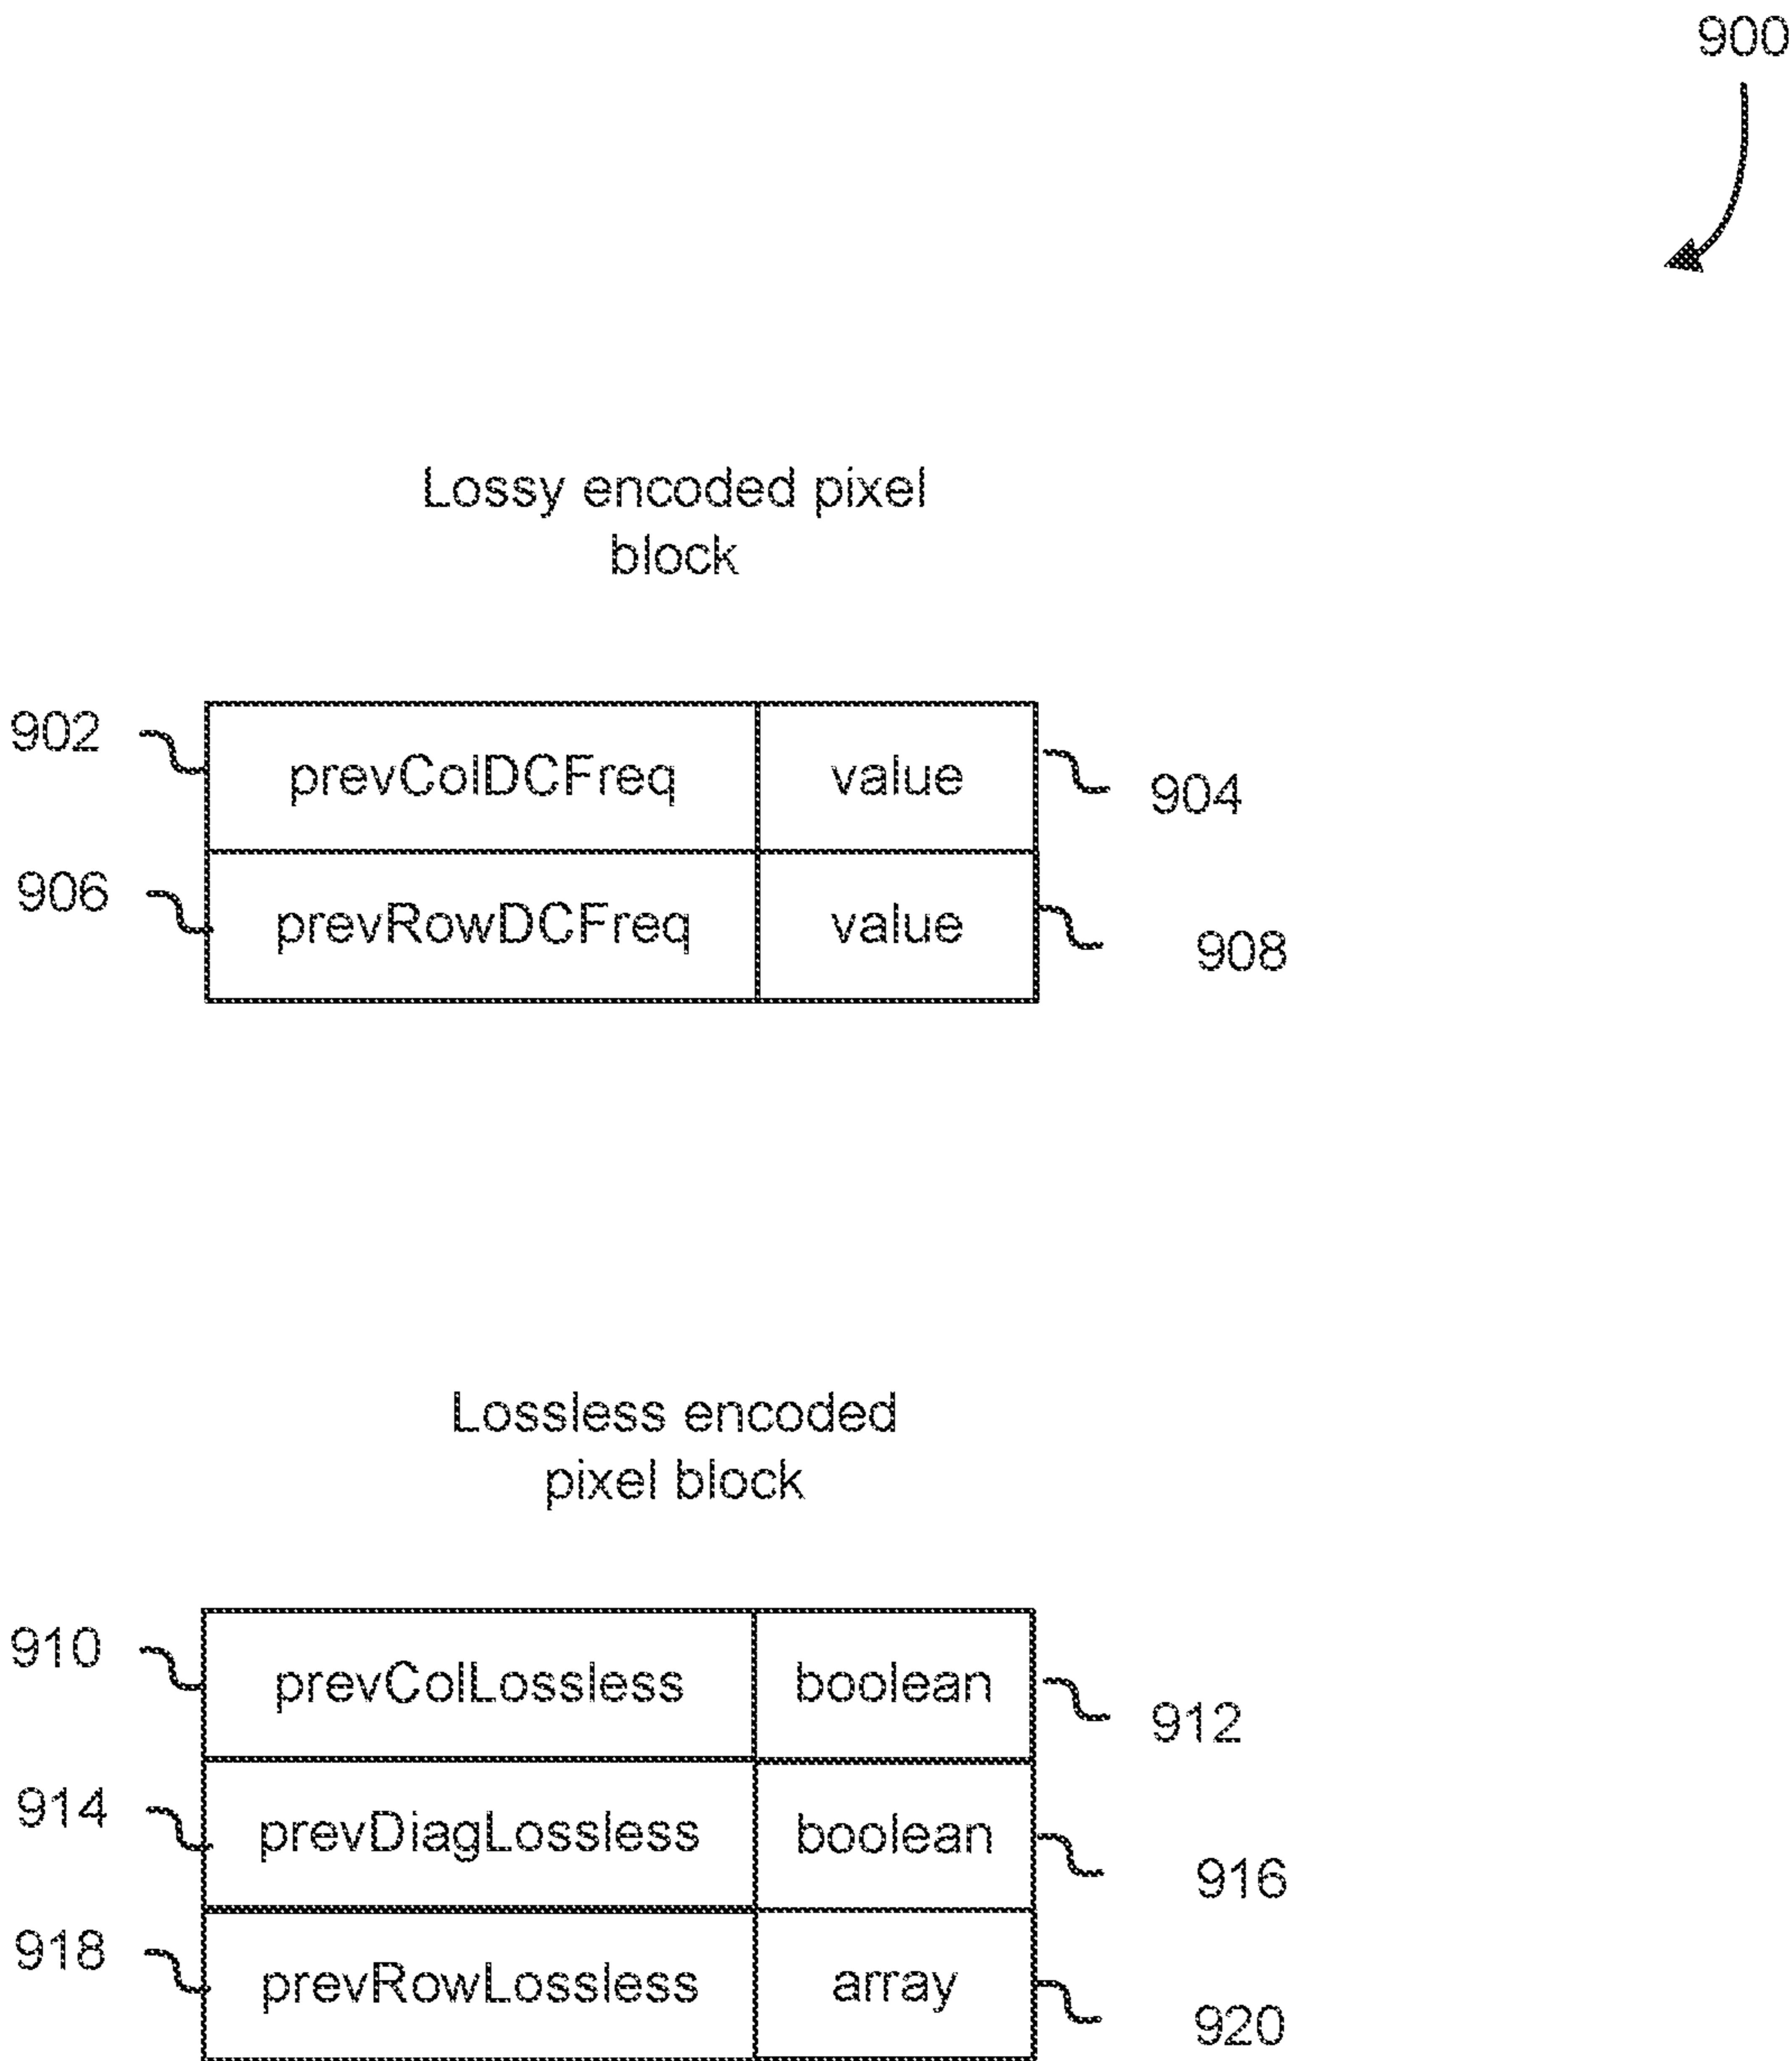 900
Lossy encoded pixel
block
902 prevColDCFreq value 904
906 prevRowDCFreq value 908
Lossless encoded
pixel block
910 prevColLossless boolean 912
914 prevDiagLossless boolean 916
918 prevRowLossless array 920